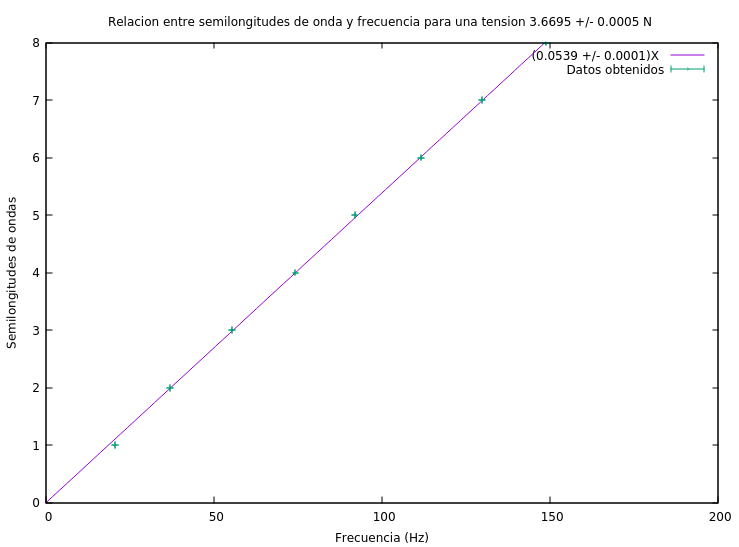 Relacion entre semilongitudes de onda y frecuencia para una tension 3.6695 +/- 0.0005 N
8
(0.0539 +/- 0.0001)X
Datos obtenidos
7
6
5
4
3
2
1
0
Semilongitudes de ondas
0 50 100 150 200
Frecuencia (Hz)